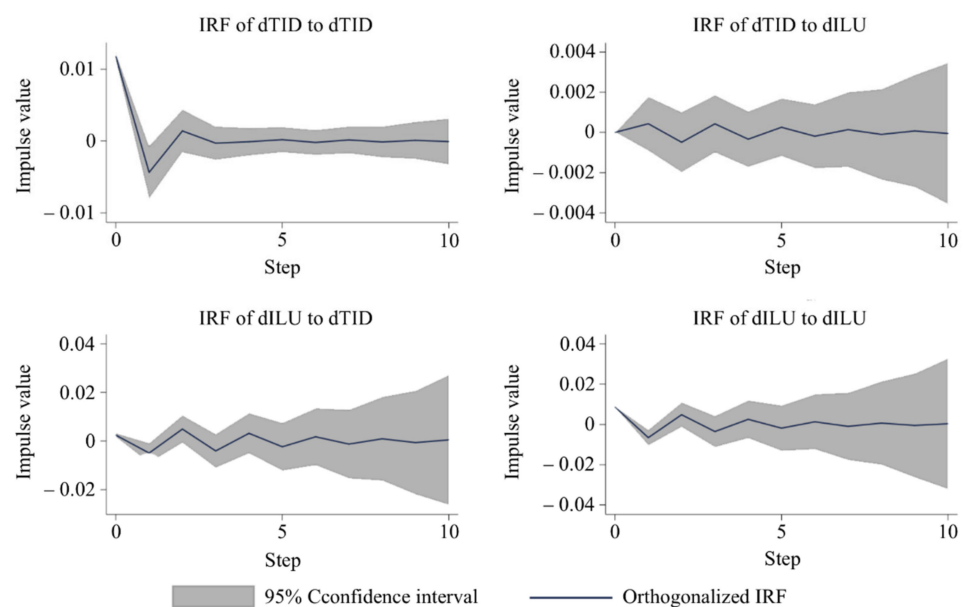 IRF of dTID to dTID
0.01
0
– 0.01
Impulse value
0
5
10
Step
IRF of dTID to dILU
0.004
0.002
0
– 0.002
– 0.004
Impulse value
0
5
10
Step
IRF of dILU to dTID
0.04
0.02
0
– 0.02
Impulse value
0
5
10
Step
IRF of dILU to dILU
0.04
0.02
0
– 0.02
– 0.04
Impulse value
0
5
10
Step
95% Cconfidence interval
Orthogonalized IRF